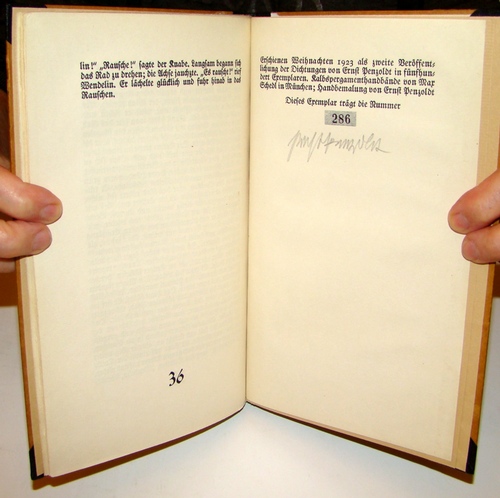 lin!“ „Rausche!“ sagte der Knabe. Langsam begann sich
das Rad zu drehen; die Achse jauchzte. „Es rauscht!“ rief
Wendelin. Er lächelte glücklich und fuhr hinab in das
Rauschen.
36
Erschienen Weihnachten 1923 als zweite Veröffent-
lichung der Dichtungen von Ernst Penzoldt in fünfhun-
dert Exemplaren. Kalbspergamenthandbände von Max
Schedl in München; Handbemalung von Ernst Penzoldt
Dieses Exemplar trägt die Nummer
286
Ernst Penzoldt